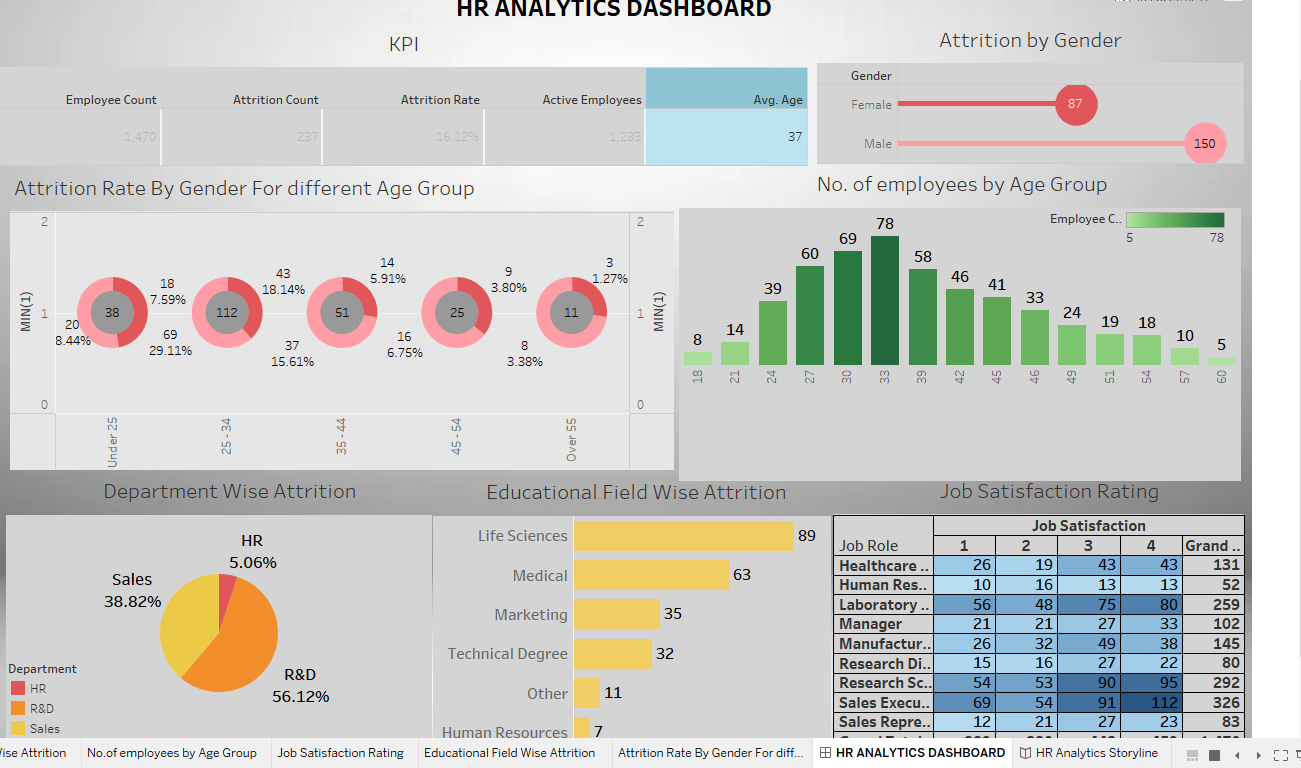 HR ANALYTICS DASHBOARD
KPI
Employee Count Attrition Count Attrition Rate Active Employees Avg. Age
1,470 237 16.12% 1,233 37
Attrition by Gender
Gender
Female 87
Male 150
Attrition Rate By Gender For different Age Group
2 2
MIN(1) 1 1 MIN(1)
0 0
38 112 51 25 11
18
7.59%
20
8.44%
43
18.14%
69
29.11%
14
5.91%
37
15.61%
9
3.80%
16
6.75%
3
1.27%
8
3.38%
Under 25 25 - 34 35 - 44 45 - 54 Over 55
No. of employees by Age Group
Employee C..
5 78
8 14 39 60 69 78 58 46 41 33 24 19 18 10 5
18 21 24 27 30 33 39 42 45 46 49 51 54 57 60
Department Wise Attrition
HR
5.06%
Sales
38.82%
R&D
56.12%
Department
HR
R&D
Sales
Educational Field Wise Attrition
Life Sciences 89
Medical 63
Marketing 35
Technical Degree 32
Other 11
Human Resources 7
Job Satisfaction Rating
Job Satisfaction
Job Role 1 2 3 4 Grand ..
Healthcare .. 26 19 43 43 131
Human Res.. 10 16 13 13 52
Laboratory .. 56 48 75 80 259
Manager 21 21 27 33 102
Manufactur.. 26 32 49 38 145
Research Di.. 15 16 27 22 80
Research Sc.. 54 53 90 95 292
Sales Execu.. 69 54 91 112 326
Sales Repre.. 12 21 27 23 83
ise Attrition No.of employees by Age Group Job Satisfaction Rating Educational Field Wise Attrition Attrition Rate By Gender For diff... HR ANALYTICS DASHBOARD HR Analytics Storyline